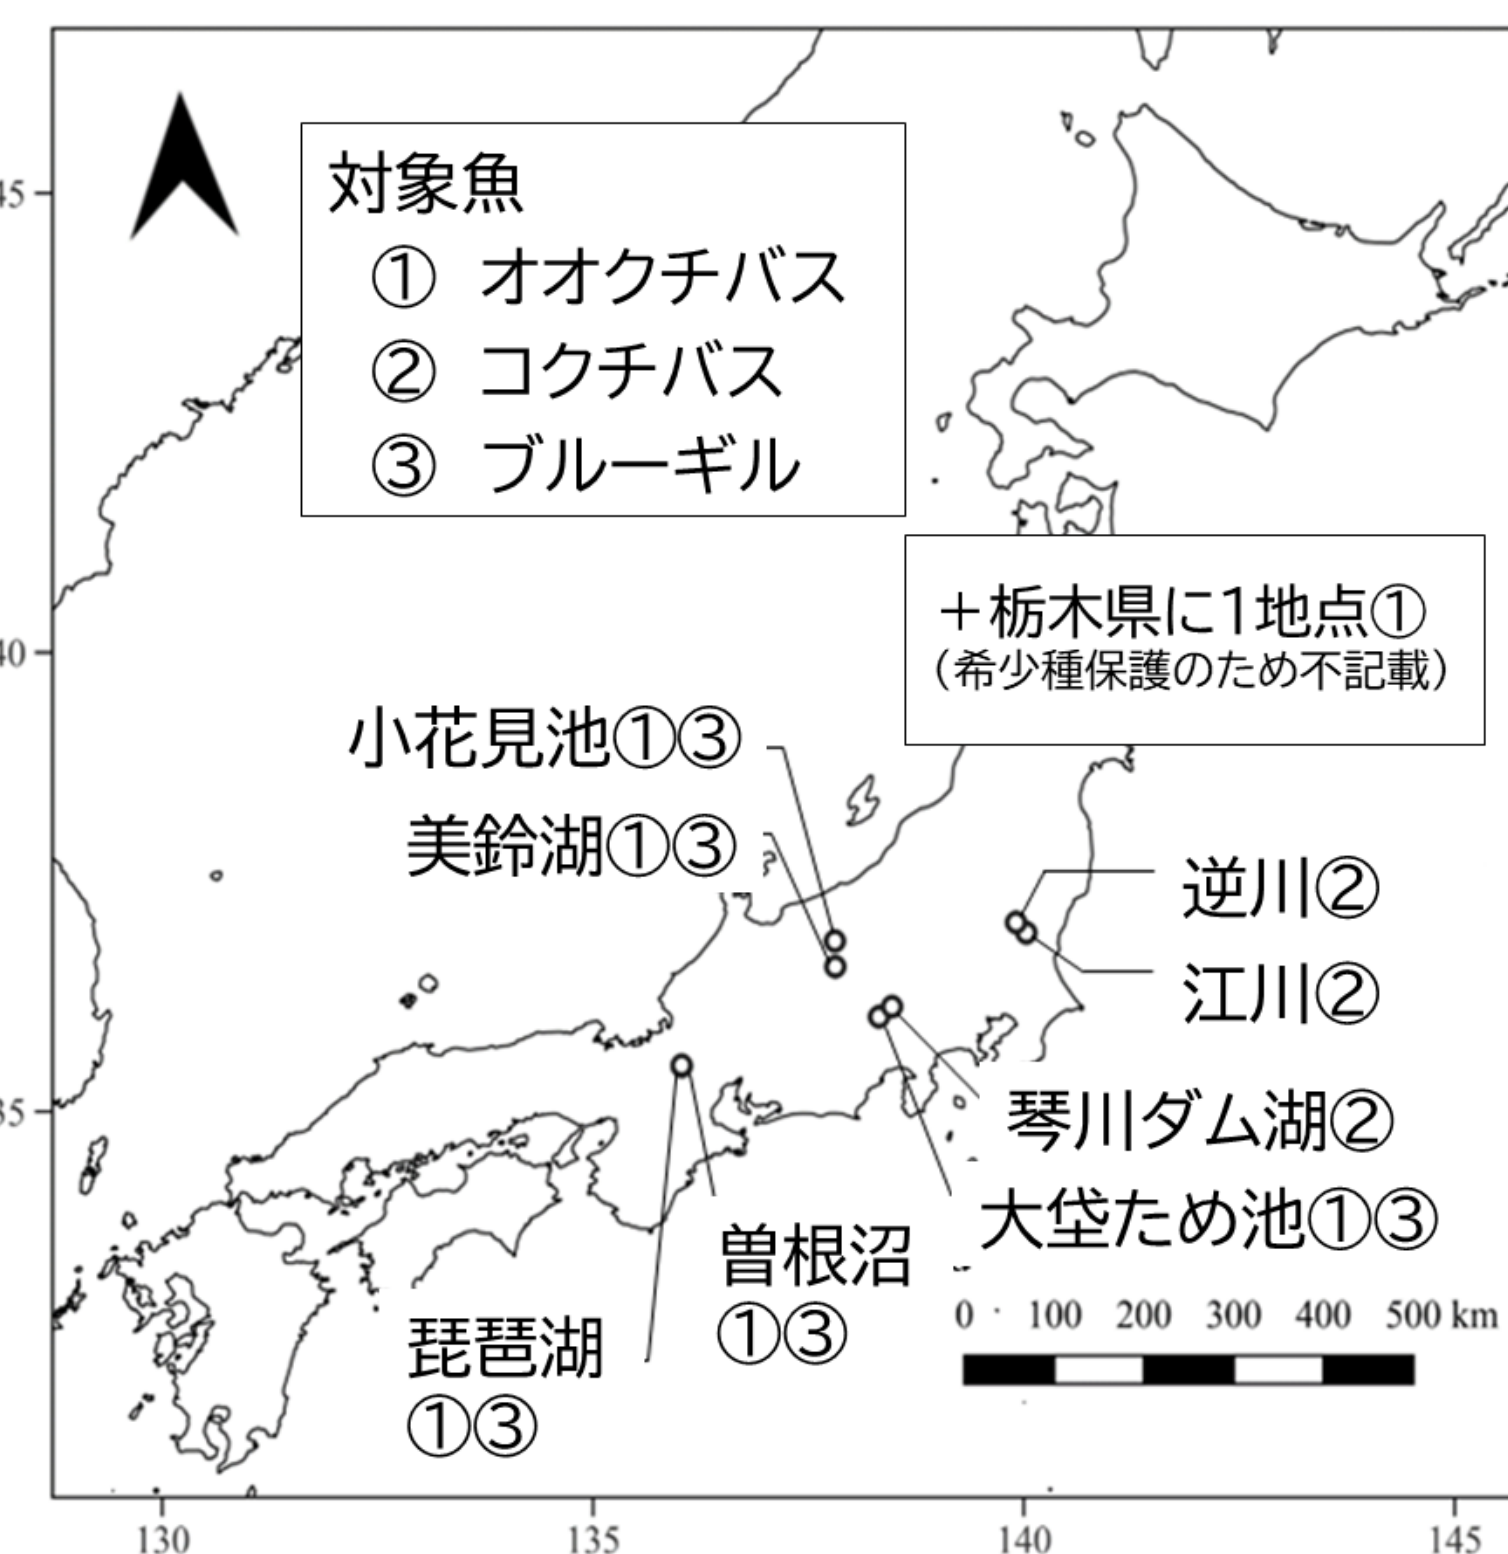 対象魚
① オオクチバス
② コクチバス
③ ブルーギル
＋栃木県に1地点①
（希少種保護のため不記載）
小花見池①③
美鈴湖①③
逆川②
江川②
琴川ダム湖②
大垈ため池①③
曽根沼
①③
琵琶湖
①③
0 100 200 300 400 500 km
45
40
35
130 135 140 145